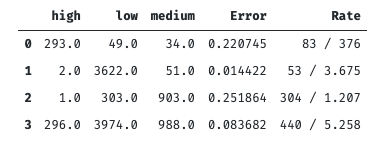 high low medium Error Rate
0 293.0 49.0 34.0 0.220745 83 / 376
1 2.0 3622.0 51.0 0.014422 53 / 3.675
2 1.0 303.0 903.0 0.251864 304 / 1.207
3 296.0 3974.0 988.0 0.083682 440 / 5.258